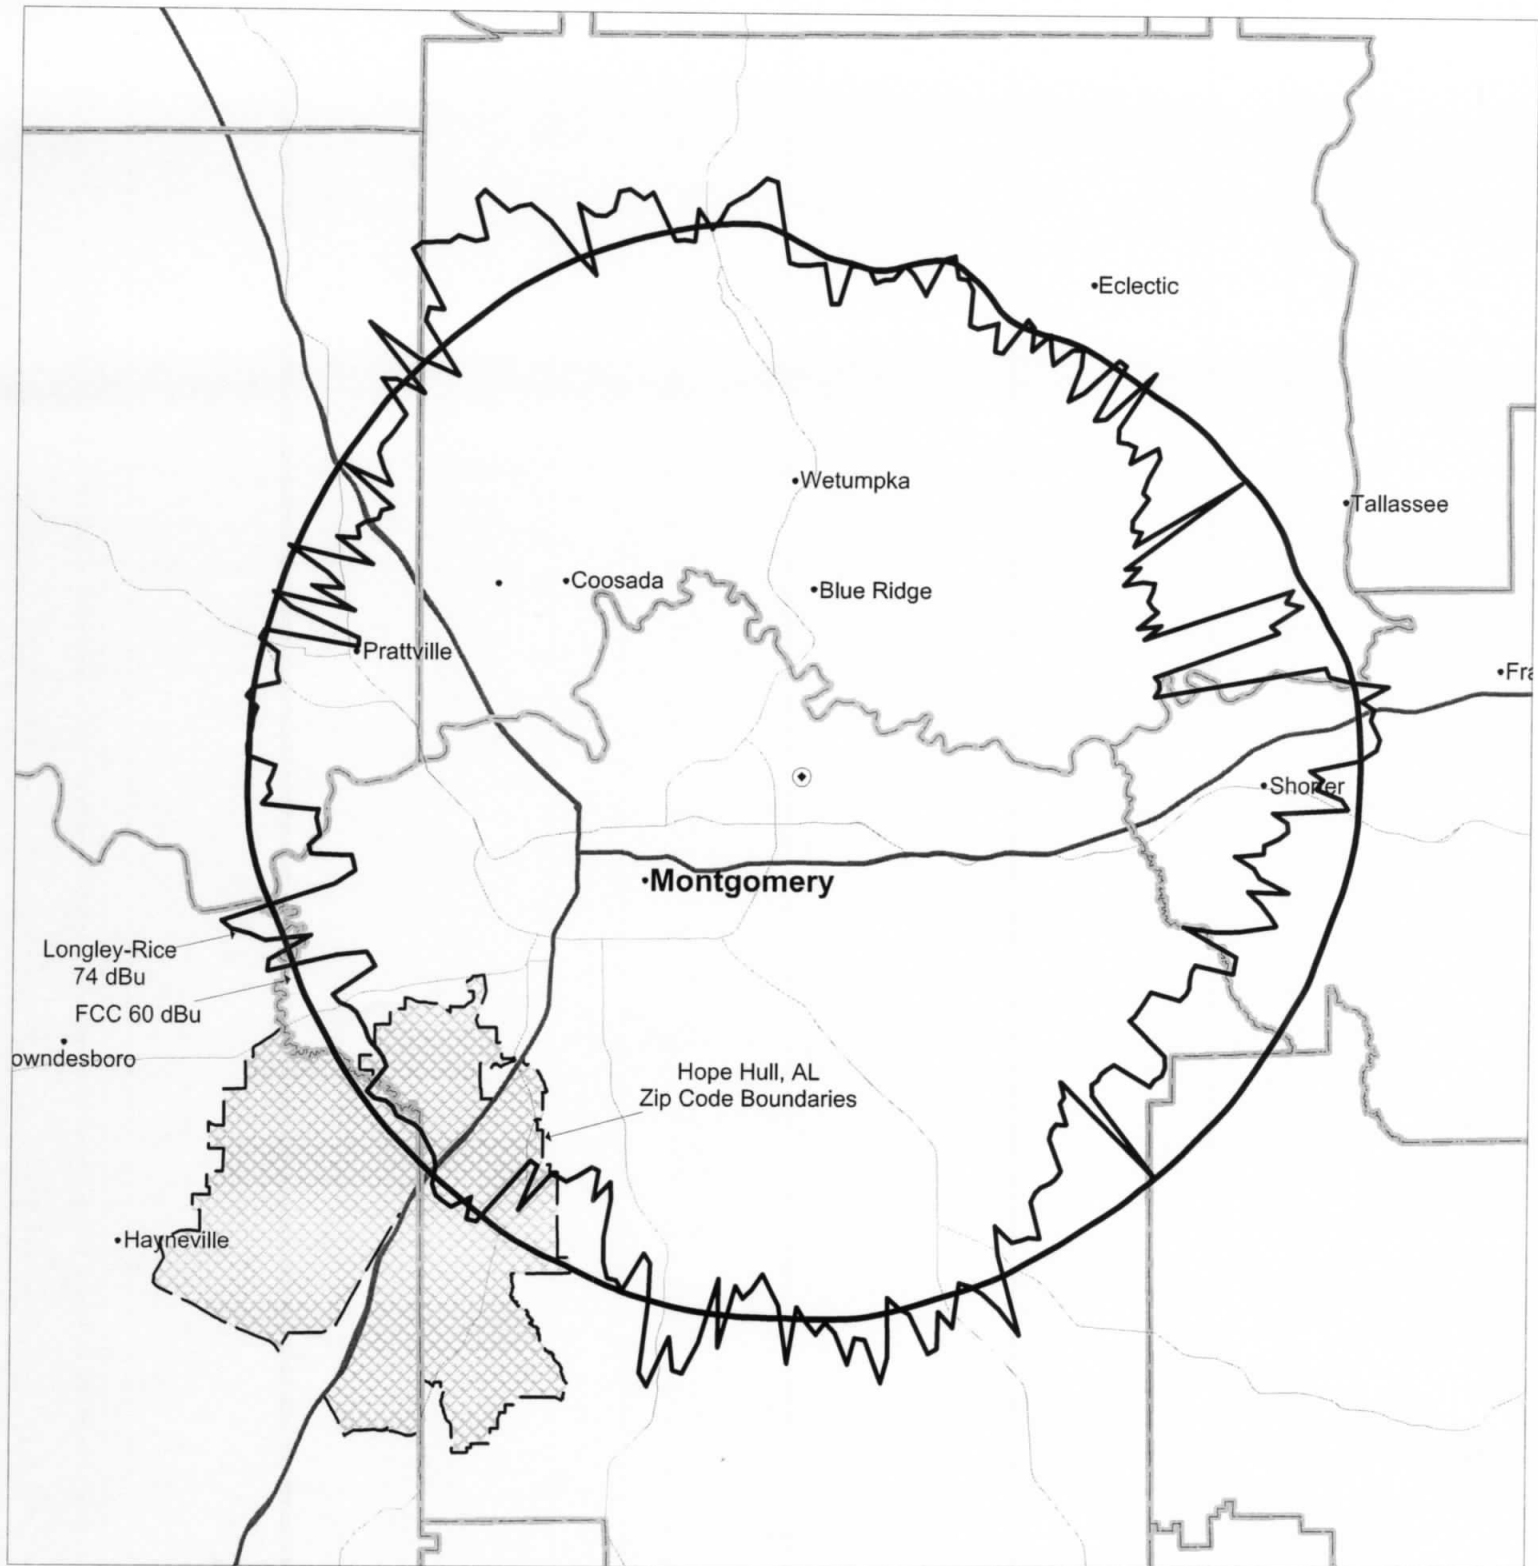 Eclectic
Wetumpka
Tallassee
Coosada
Blue Ridge
Prattville
Fra
Shorter
Montgomery
Longley-Rice
74 dBu
FCC 60 dBu
owndesboro
Hope Hull, AL
Zip Code Boundaries
Hayneville